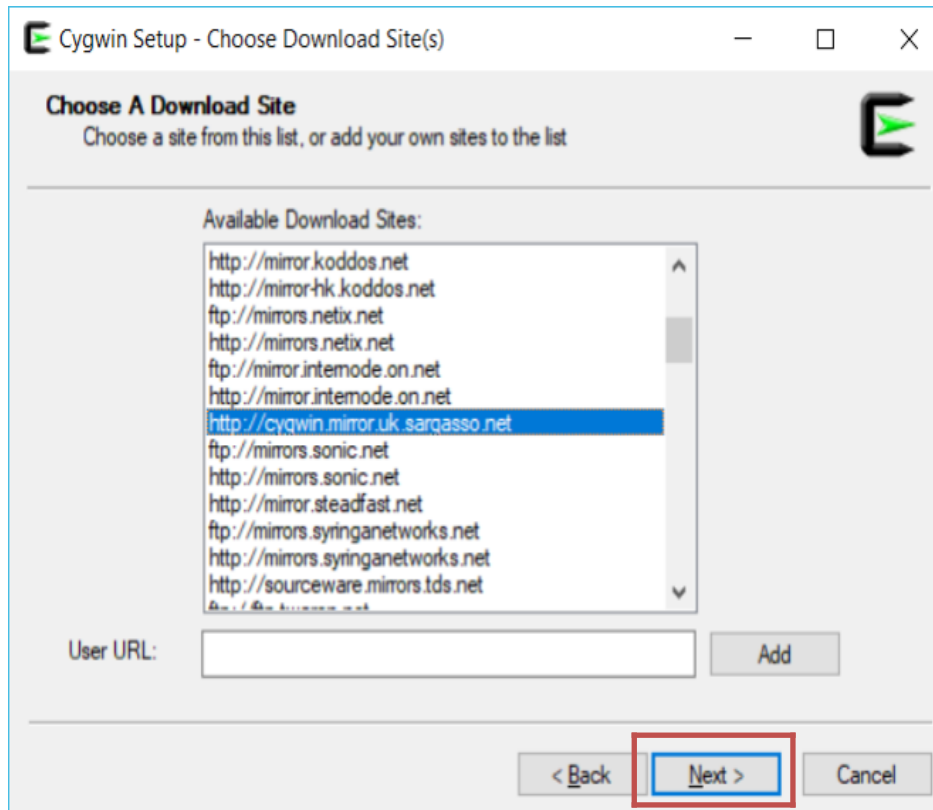 Cygwin Setup - Choose Download Site(s)
Choose A Download Site
Choose a site from this list, or add your own sites to the list
Available Download Sites:
http://mirror.koddos.net
http://mirror-hk.koddos.net
ftp://mirrors.netix.net
http://mirrors.netix.net
ftp://mirror.internode.on.net
http://mirror.internode.on.net
http://cygwin.mirror.uk.sargasso.net
ftp://mirrors.sonic.net
http://mirrors.sonic.net
http://mirror.steadfast.net
ftp://mirrors.syringanetworks.net
http://mirrors.syringanetworks.net
http://sourceware.mirrors.tds.net
User URL:
Add
< Back
Next >
Cancel